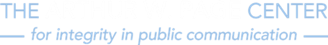 THE CENTER
for integrity in public communication